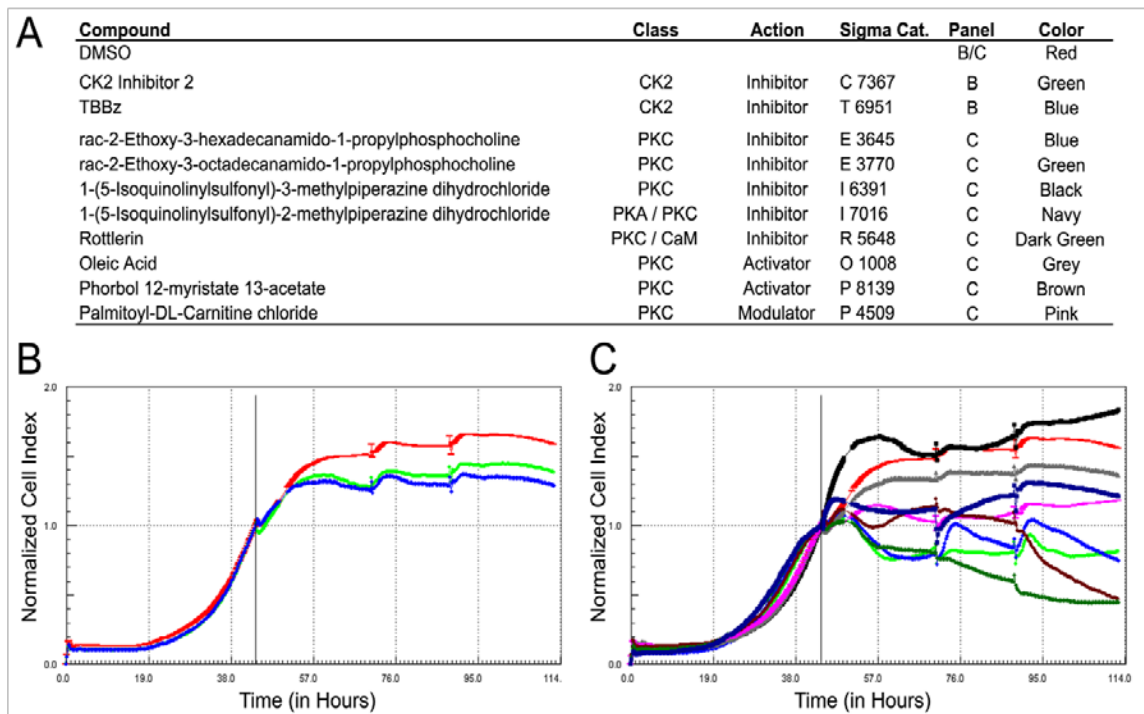 A
Compound Class Action Sigma Cat. Panel Color
DMSO B/C Red
CK2 Inhibitor 2 CK2 Inhibitor C 7367 B Green
TBBz CK2 Inhibitor T 6951 B Blue
rac-2-Ethoxy-3-hexadecanamido-1-propylphosphocholine PKC Inhibitor E 3645 C Blue
rac-2-Ethoxy-3-octadecanamido-1-propylphosphocholine PKC Inhibitor E 3770 C Green
1-(5-Isoquinolinylsulfonyl)-3-methylpiperazine dihydrochloride PKC Inhibitor I 6391 C Black
1-(5-Isoquinolinylsulfonyl)-2-methylpiperazine dihydrochloride PKA / PKC Inhibitor I 7016 C Navy
Rottlerin PKC / CaM Inhibitor R 5648 C Dark Green
Oleic Acid PKC Activator O 1008 C Grey
Phorbol 12-myristate 13-acetate PKC Activator P 8139 C Brown
Palmitoyl-DL-Carnitine chloride PKC Modulator P 4509 C Pink
B
Normalized Cell Index
2.0
1.0
0.0
0.0 19.0 38.0 57.0 76.0 95.0 114.
Time (in Hours)
C
Normalized Cell Index
2.0
1.0
0.0
0.0 19.0 38.0 57.0 76.0 95.0 114.0
Time (in Hours)